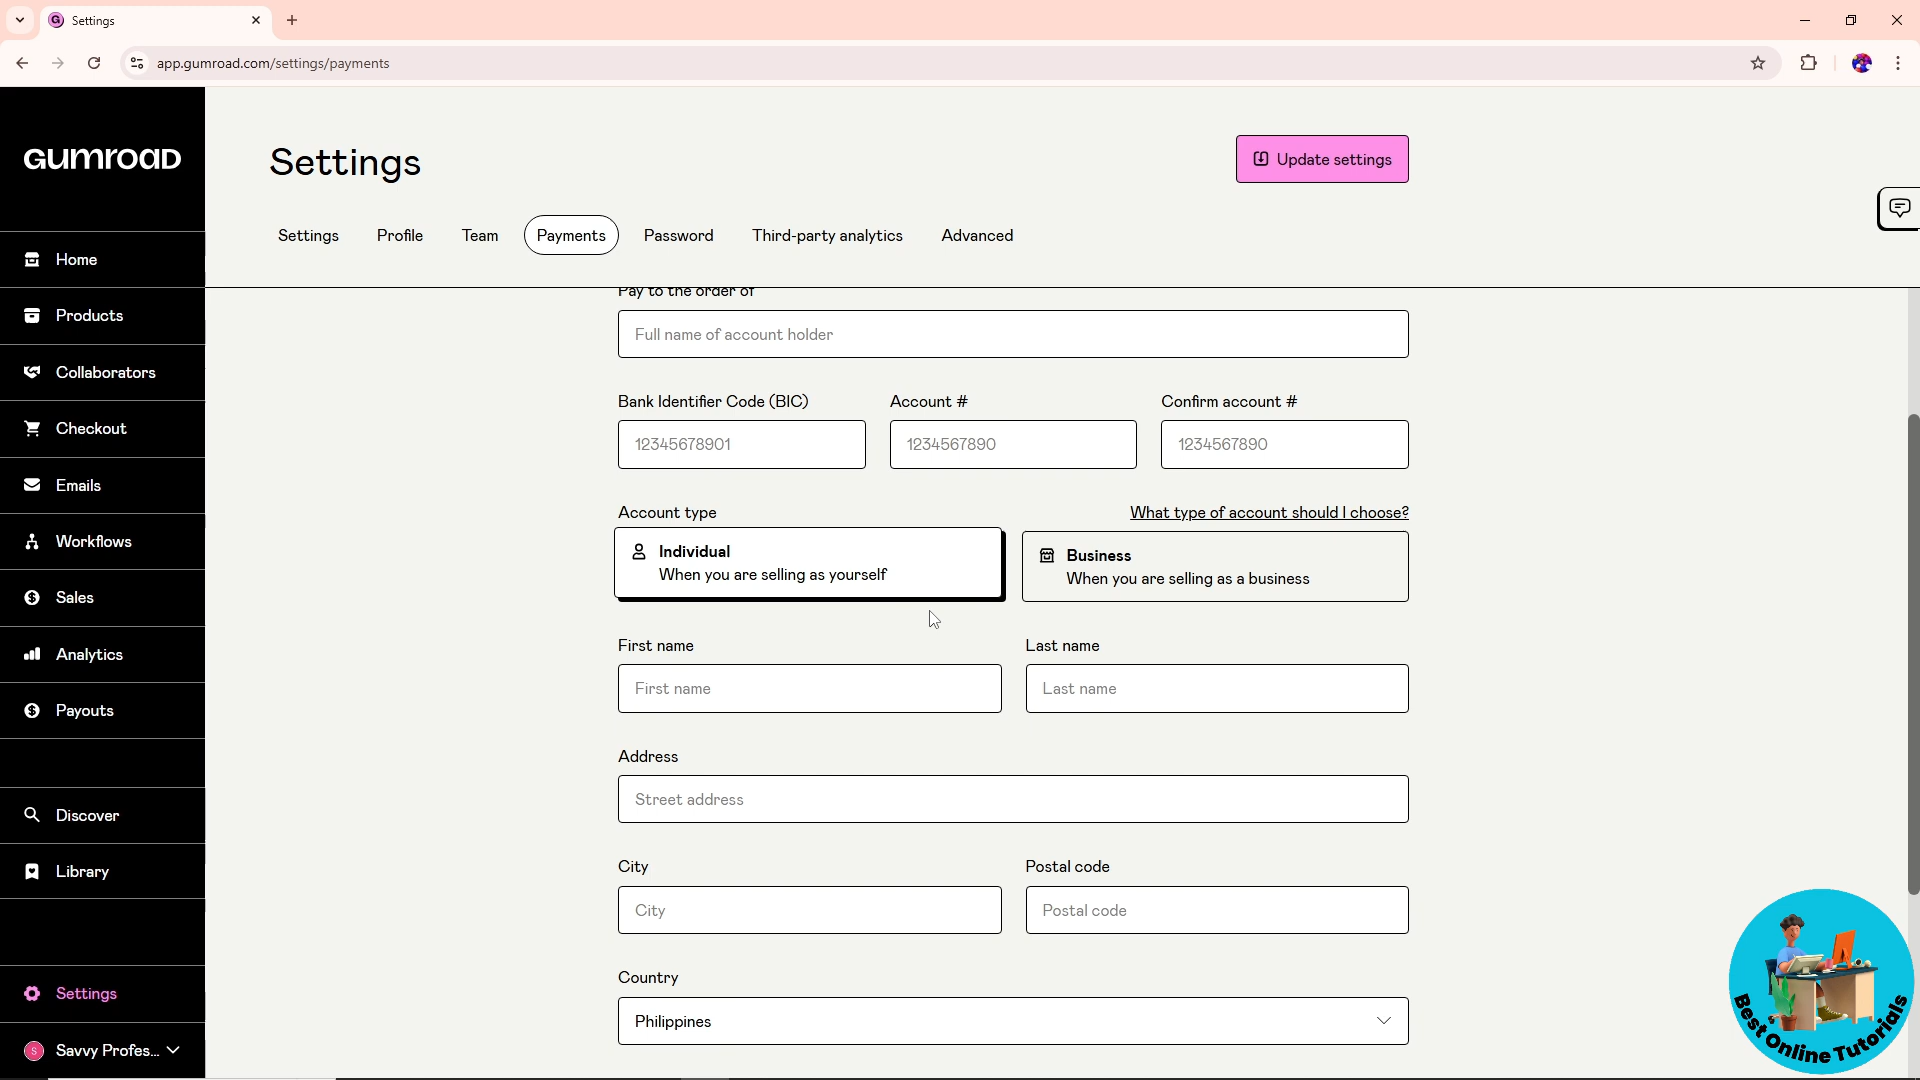 Settings
app.gumroad.com/settings/payments
GUMROAD
Home
Products
Collaborators
Checkout
Emails
Workflows
Sales
Analytics
Payouts
Discover
Library
Settings
S Savvy Profes...
Settings
Update settings
Settings Profile Team Payments Password Third-party analytics Advanced
Pay to the order of
Full name of account holder
Bank Identifier Code (BIC) Account # Confirm account #
12345678901 1234567890 1234567890
Account type What type of account should I choose?
Individual
When you are selling as yourself
Business
When you are selling as a business
First name Last name
First name Last name
Address
Street address
City Postal code
City Postal code
Country
Philippines
Best Online Tutorials